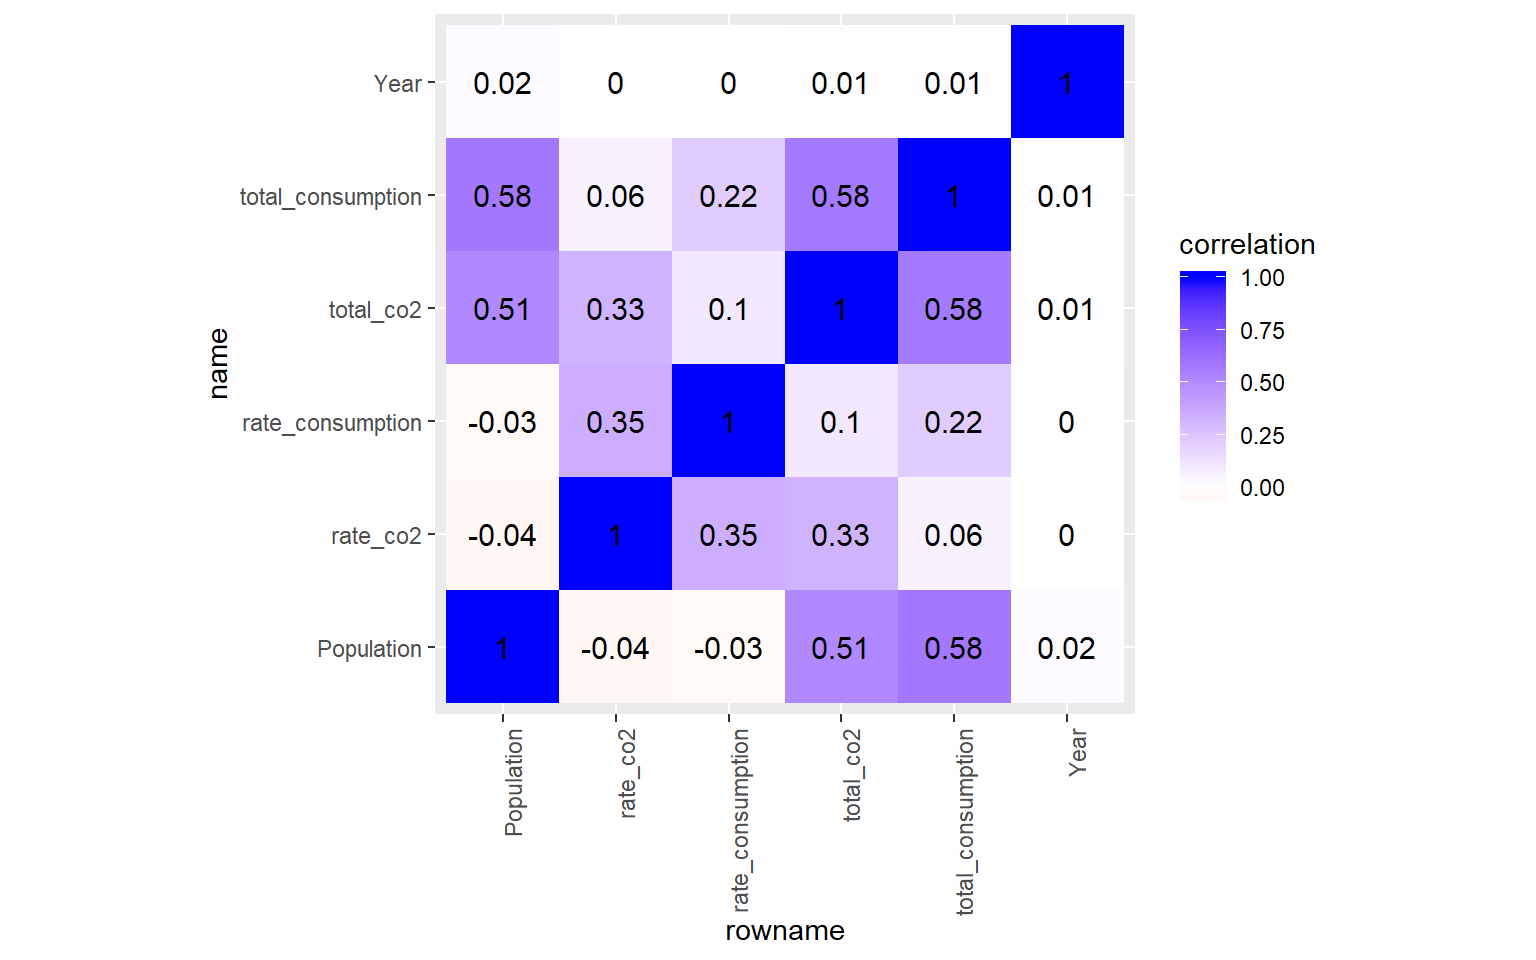 Year 0.02 0 0 0.01 0.01 1
total_consumption 0.58 0.06 0.22 0.58 1 0.01
total_co2 0.51 0.33 0.1 1 0.58 0.01
rate_consumption -0.03 0.35 1 0.1 0.22 0
rate_co2 -0.04 1 0.35 0.33 0.06 0
Population 1 -0.04 -0.03 0.51 0.58 0.02
name
Population rate_co2 rate_consumption total_co2 total_consumption Year
rowname
correlation
1.00
0.75
0.50
0.25
0.00